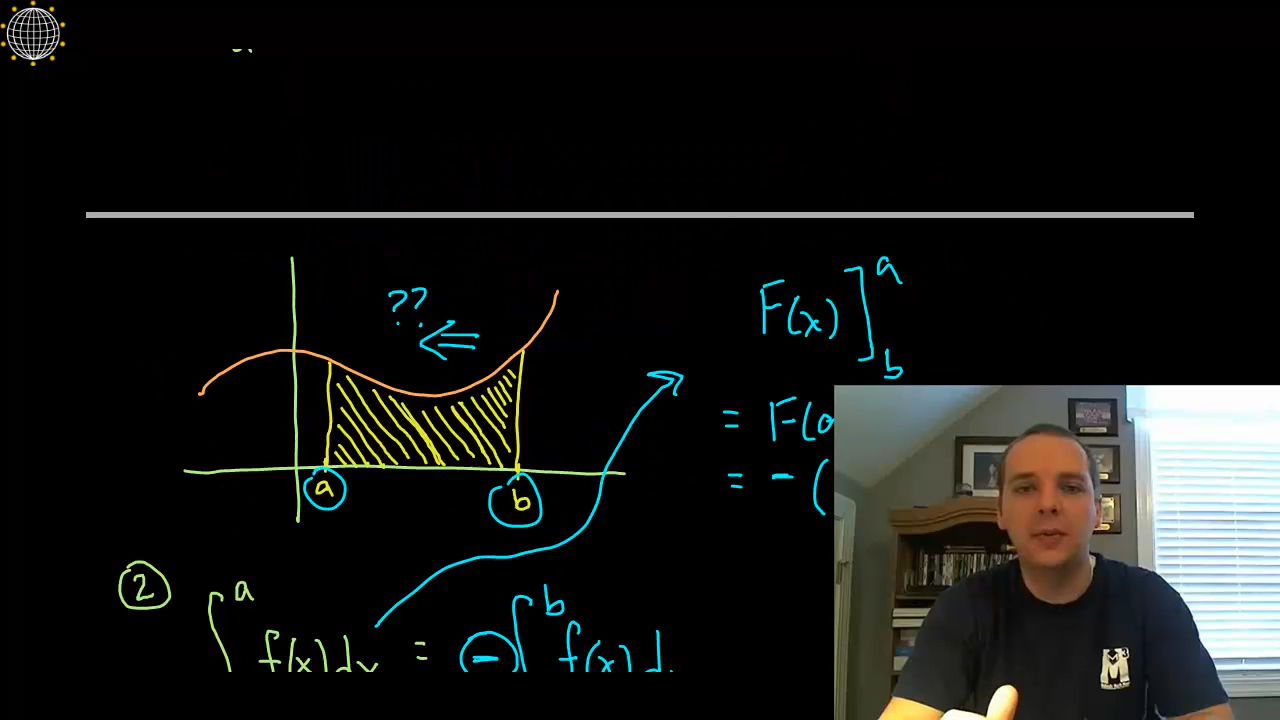 ??
F(x)]
a
b
= F(a
= - (
a
b
②
∫ a f(x)dx = - ∫ b f(x)d